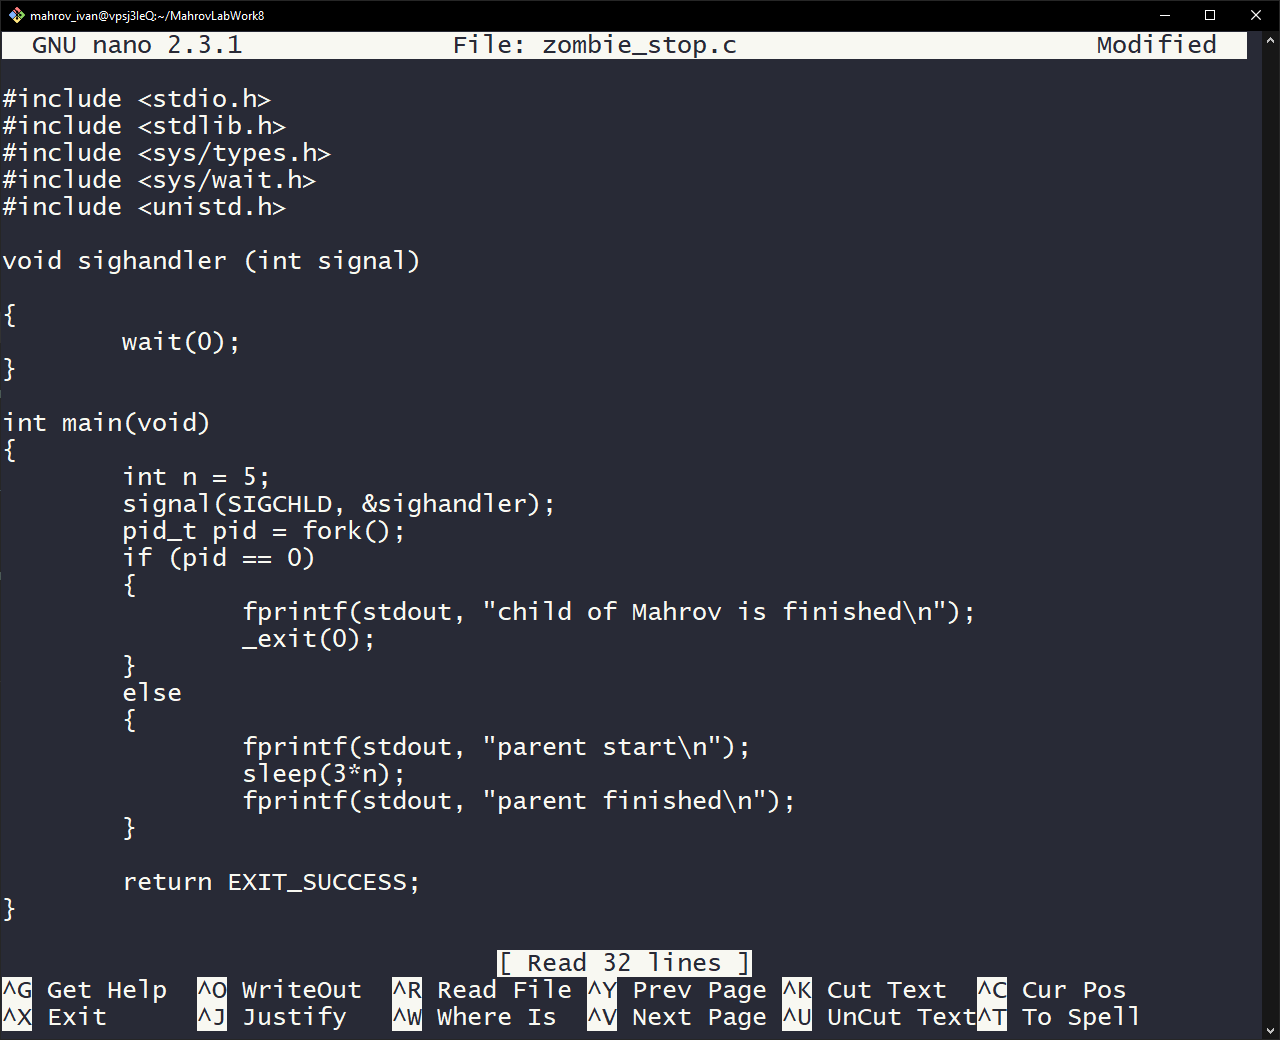 mahrov_ivan@vpsj3IeQ:~/MahrovLabWork8
GNU nano 2.3.1 File: zombie_stop.c Modified
#include <stdio.h>
#include <stdlib.h>
#include <sys/types.h>
#include <sys/wait.h>
#include <unistd.h>
void sighandler (int signal)
{
wait(0);
}
int main(void)
{
int n = 5;
signal(SIGCHLD, &sighandler);
pid_t pid = fork();
if (pid == 0)
{
fprintf(stdout, "child of Mahrov is finished\n");
_exit(0);
}
else
{
fprintf(stdout, "parent start\n");
sleep(3*n);
fprintf(stdout, "parent finished\n");
}
return EXIT_SUCCESS;
}
[ Read 32 lines ]
^G Get Help ^O WriteOut ^R Read File ^Y Prev Page ^K Cut Text ^C Cur Pos
^X Exit ^J Justify ^W Where Is ^V Next Page ^U UnCut Text ^T To Spell